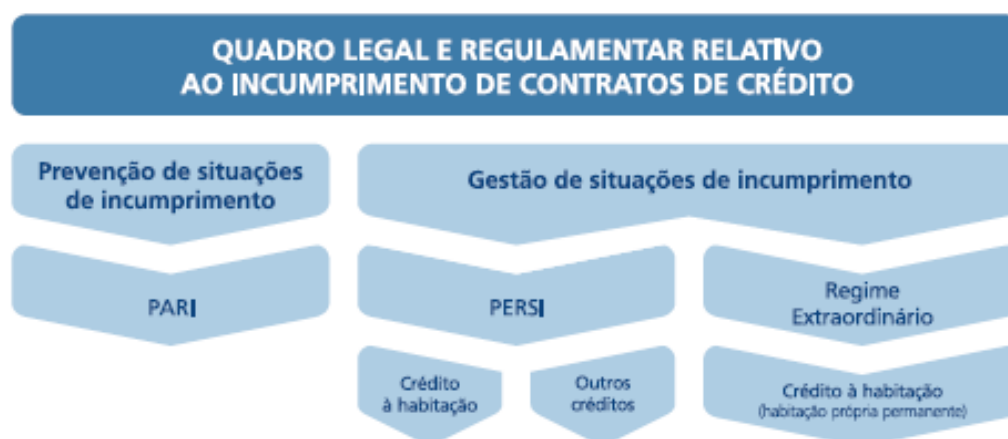 QUADRO LEGAL E REGULAMENTAR RELATIVO
AO INCUMPRIMENTO DE CONTRATOS DE CRÉDITO
Prevenção de situações
de incumprimento
Gestão de situações de incumprimento
PARI
PERSI
Regime
Extraordinário
Crédito
à habitação
Outros
créditos
Crédito à habitação
(habitação própria permanente)